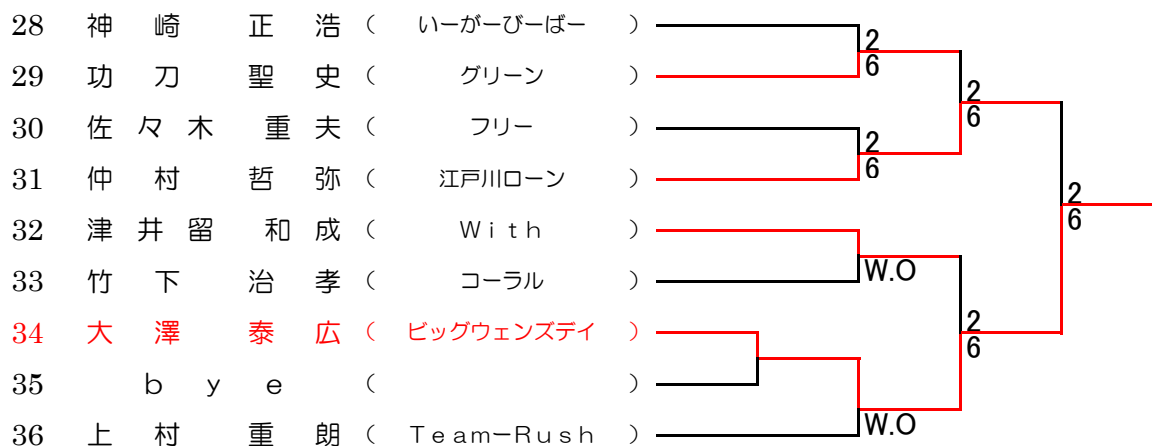 28 神崎 正浩 ( いーがーびーばー )
2
6
29 功刀 聖史 ( グリーン )
2
6
30 佐々木 重夫 ( フリー )
2
6
31 仲村 哲弥 ( 江戸川ローン )
2
6
32 津井留 和成 ( With )
W.O
33 竹下 治孝 ( コーラル )
34 大澤 泰広 ( ビッグウェンズデイ )
2
6
35 bye ( )
W.O
36 上村 重朗 ( Team−Rush )